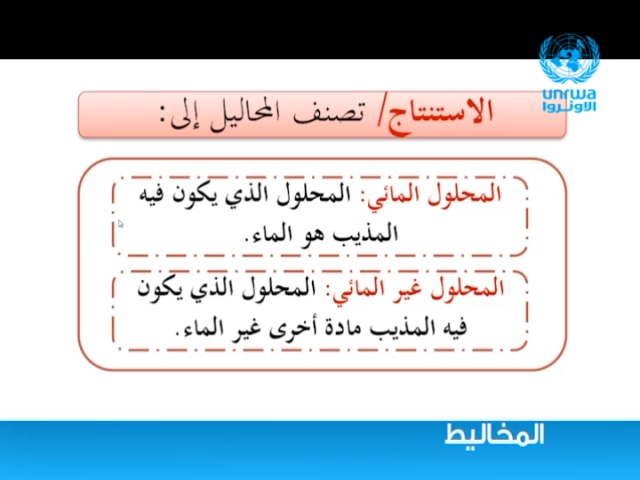 unrwa
الأونروا
الاستنتاج/ تصنف المحاليل إلى:
المحلول المائي: المحلول الذي يكون فيه
المذيب هو الماء.
المحلول غير المائي: المحلول الذي يكون
فيه المذيب مادة أخرى غير الماء.
المخاليط